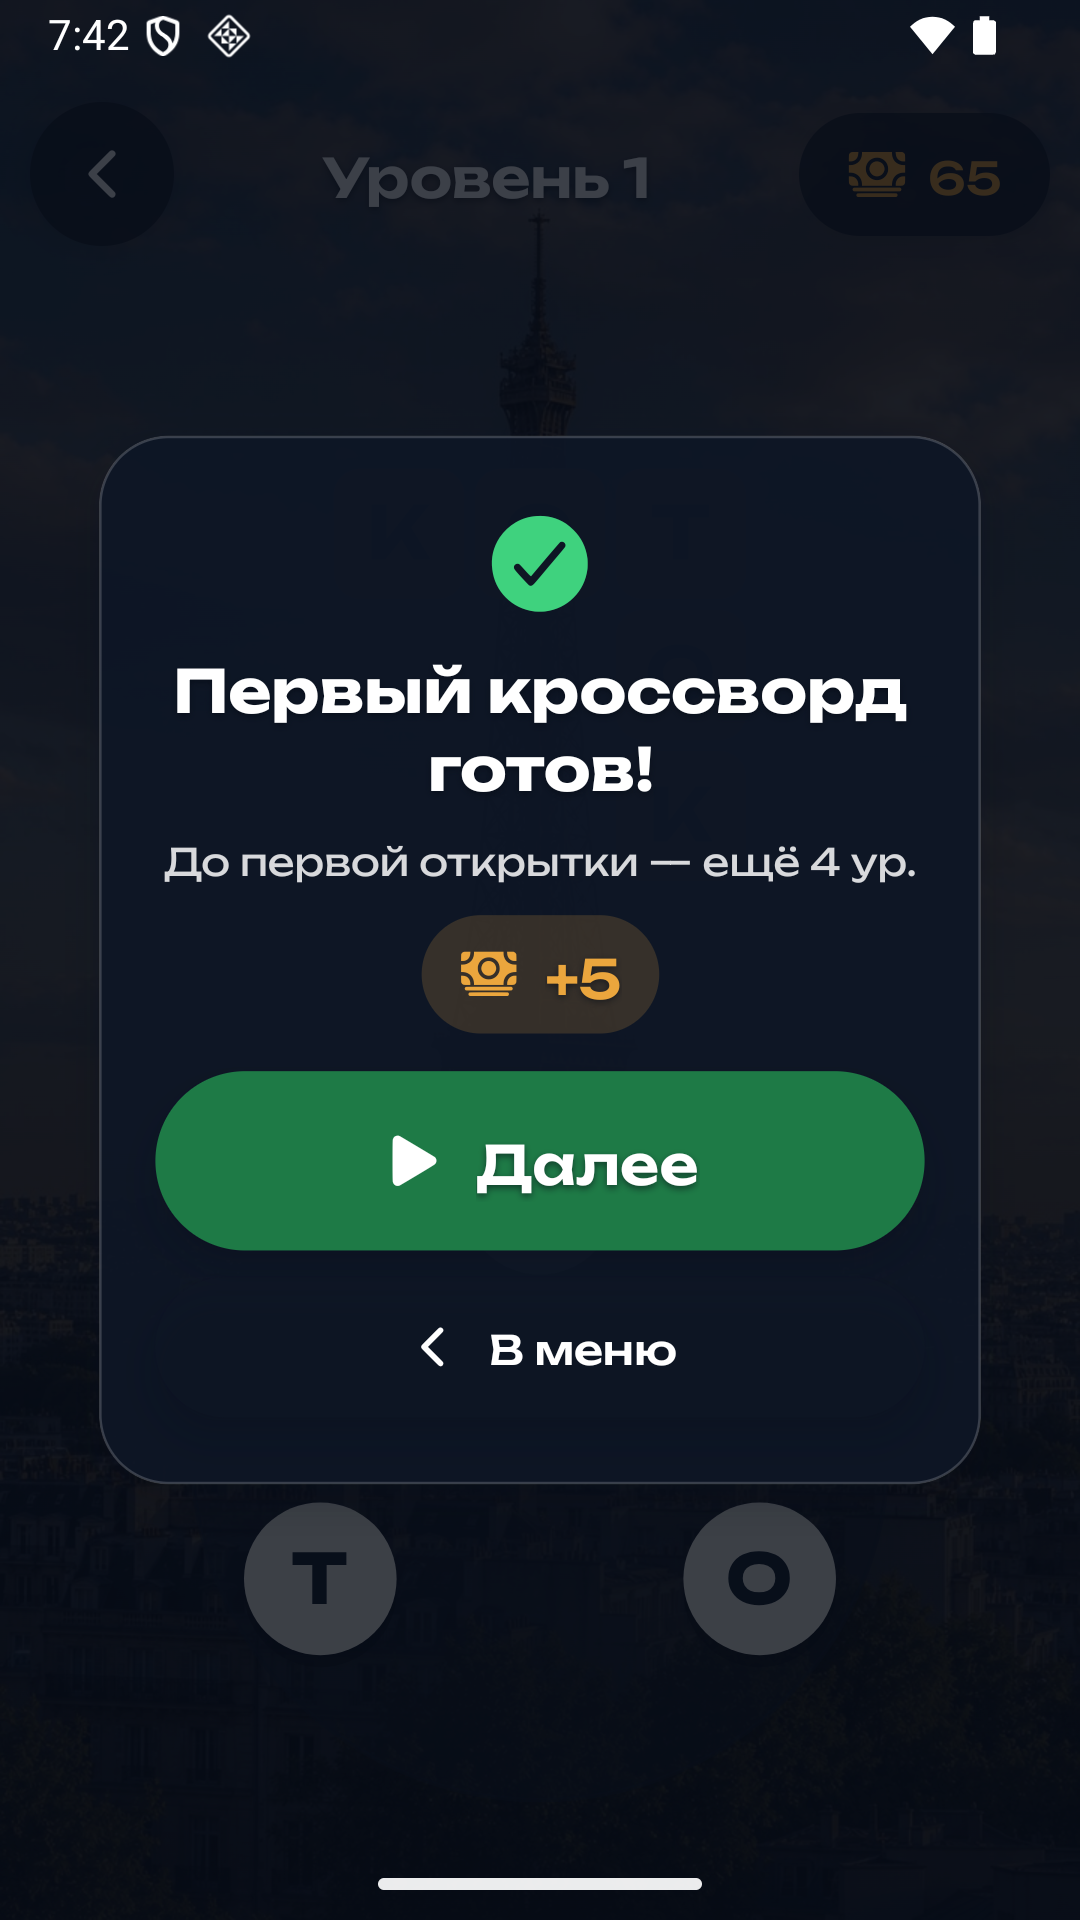 7:42
Уровень 1
65
К Т
К
Первый кроссворд
готов!
До первой открытки — ещё 4 ур.
+5
Далее
В меню
Т О